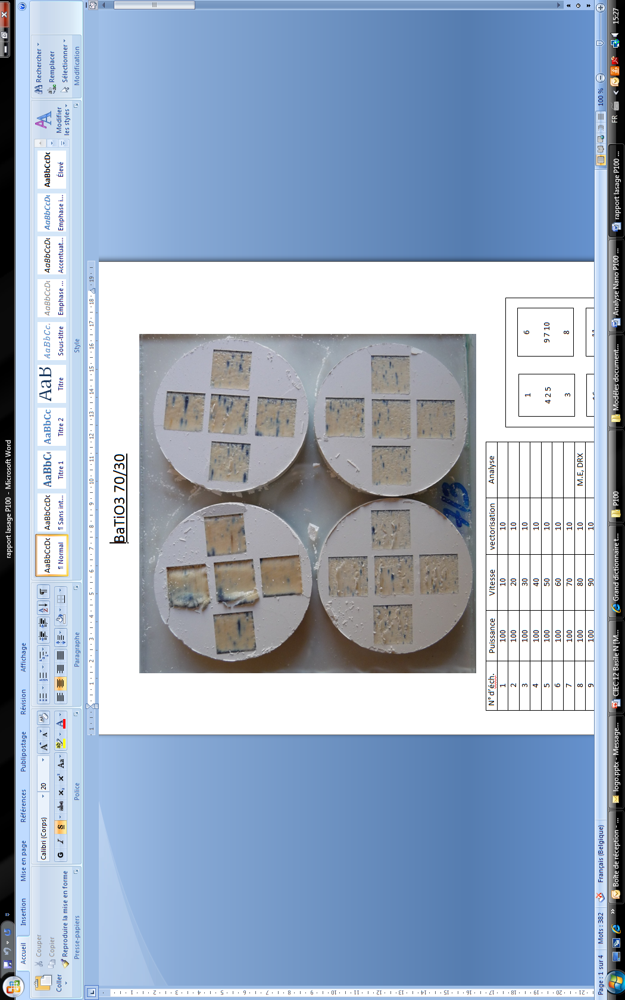 rapport lasage P100 - Microsoft Word
Accueil
Insertion
Mise en page
Références
Publipostage
Révision
Affichage
Coller
Couper
Copier
Reproduire la mise en forme
Presse-papiers
Calibri (Corps)
20
G I S abc x₂ x² Aa
Police
Paragraphe
AaBbCcDc
¶ Normal
AaBbCcDc
¶ Sans int...
AaBbCc
Titre 1
AaBbCc
Titre 2
AaB
Titre
AaBbCc.
Sous-titre
AaBbCcDc
Emphase ...
AaBbCcDc
Accentuat...
AaBbCcDc
Emphase i...
AaBbCcDc
Élevé
Style
Modifier
les styles
Rechercher
Remplacer
Sélectionner
Modification
BaTiO3 70/30
N° d'éch. Puissance Vitesse vectorisation Analyse
1 100 10 10
2 100 20 10
3 100 30 10
4 100 40 10
5 100 50 10
6 100 60 10
7 100 70 10
8 100 80 10 M.E, DRX
9 100 90 10
1
4 2 5
3
6
9 7 10
8
Page : 1 sur 4
Mots : 382
Français (Belgique)
100 %
Boîte de réception - ...
logo.pptx - Message...
CIEC 12 Basile N [M...
Grand dictionnaire t...
P100
Modèles document...
Analyse Nano P100 ...
rapport lasage P100 ...
FR
15:27